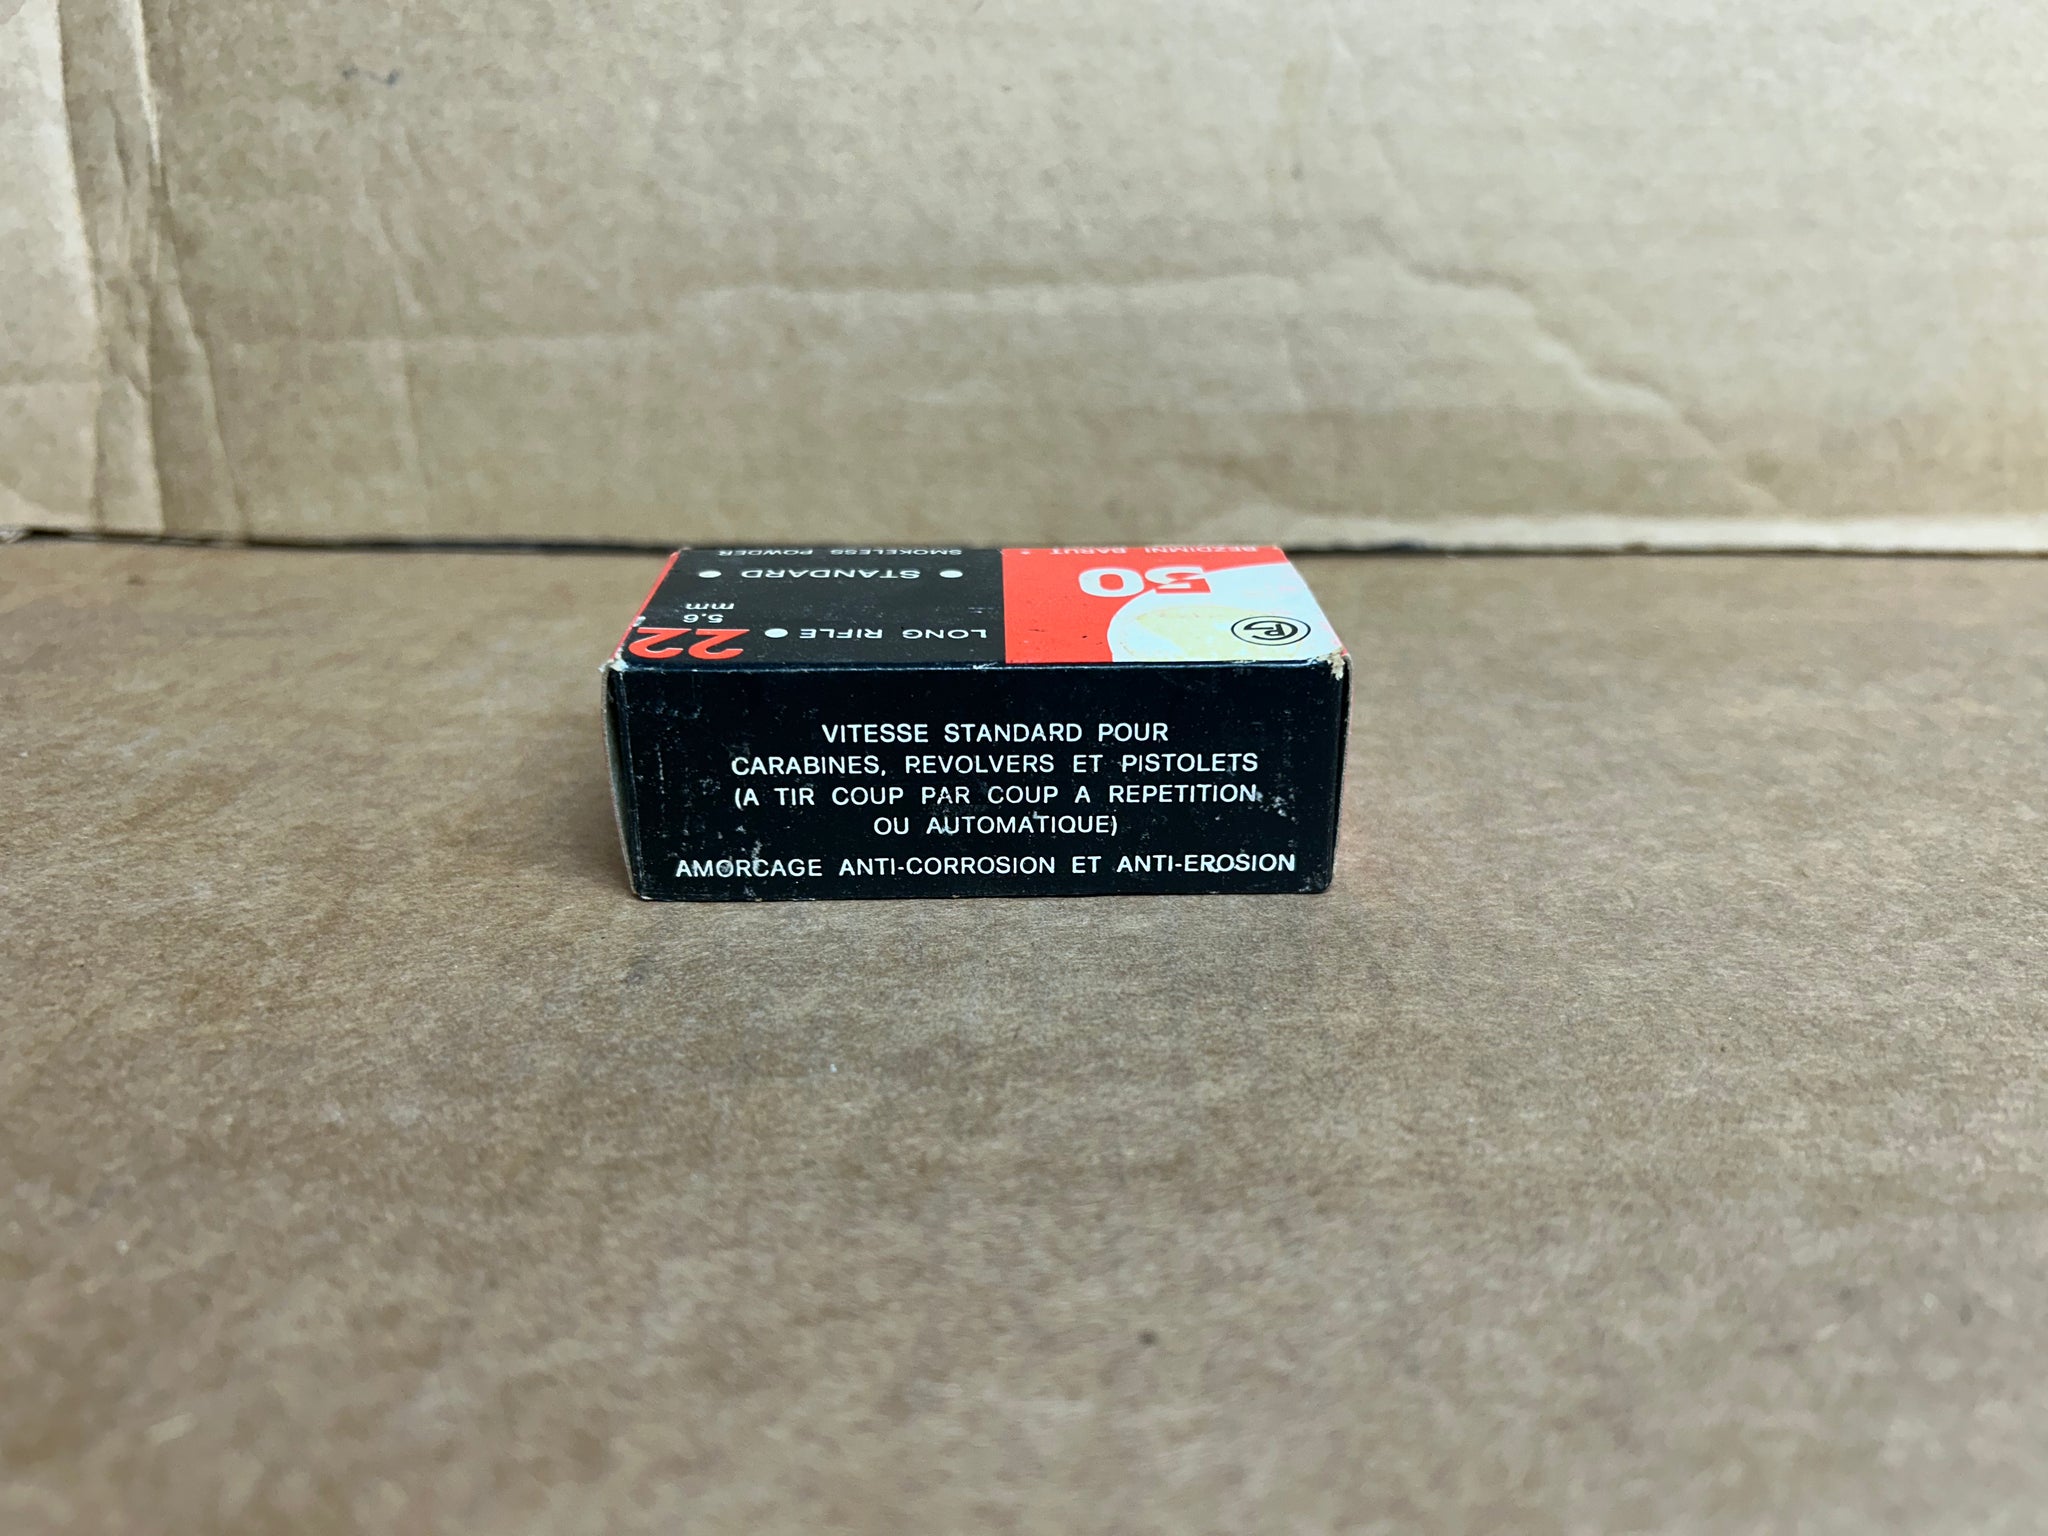 22 5.6 mm
LONG RIFLE
STANDARD
SMOKELESS POWDER
50
BEZDIMNI BARUT
VITESSE STANDARD POUR
CARABINES, REVOLVERS ET PISTOLETS
(A TIR COUP PAR COUP A REPETITION
OU AUTOMATIQUE)
AMORCAGE ANTI-CORROSION ET ANTI-EROSION